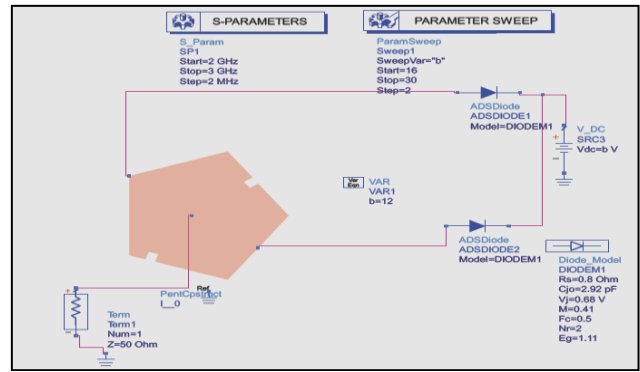 S-PARAMETERS
PARAMETER SWEEP
S_Param
SP1
Start=2 GHz
Stop=3 GHz
Step=2 MHz
ParamSweep
Sweep1
SweepVar="b"
Start=16
Stop=30
Step=2
ADSDiode
ADSDIODE1
Model=DIODEM1
+
V_DC
SRC3
Vdc=b V
Var
Eqn
VAR
VAR1
b=12
ADSDiode
ADSDIODE2
Model=DIODEM1
Diode_Model
DIODEM1
Rs=0.8 Ohm
Cjo=2.92 pF
Vj=0.68 V
M=0.41
Fc=0.5
Nr=2
Eg=1.11
Ref
I__0
+
Term
Term1
Num=1
Z=50 Ohm